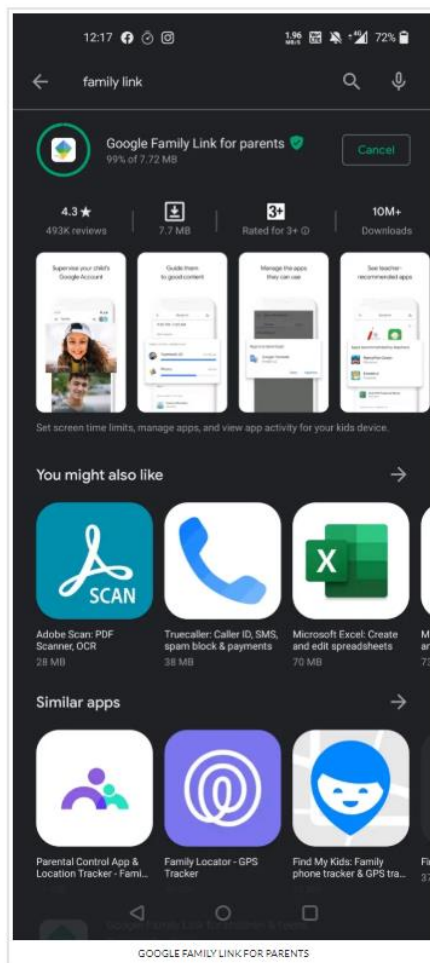 12:17
1.96
MB/S
4G
72%
family link
Google Family Link for parents
99% of 7.72 MB
Cancel
4.3★
493K reviews
7.7 MB
3+
Rated for 3+
10M+
Downloads
Supervise your child's
Google Account
Guide them
to good content
Manage the apps
they can use
See teacher-
recommended apps
Set screen time limits, manage apps, and view app activity for your kids device.
You might also like
SCAN
X
Adobe Scan: PDF
Scanner, OCR
28 MB
Truecaller: Caller ID, SMS,
spam block & payments
38 MB
Microsoft Excel: Create
and edit spreadsheets
70 MB
Similar apps
Parental Control App &
Location Tracker - Fami...
Family Locator - GPS
Tracker
Find My Kids: Family
phone tracker & GPS tra...
GOOGLE FAMILY LINK FOR PARENTS